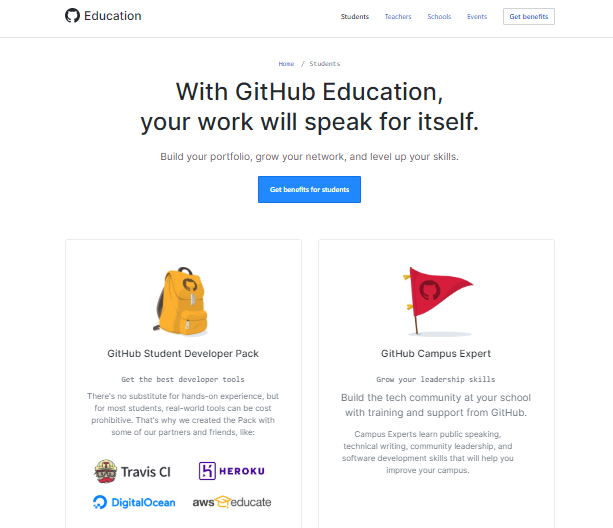 Education
Students Teachers Schools Events Get benefits
Home / Students
With GitHub Education,
your work will speak for itself.
Build your portfolio, grow your network, and level up your skills.
Get benefits for students
GitHub Student Developer Pack
Get the best developer tools
There's no substitute for hands-on experience, but
for most students, real-world tools can be cost
prohibitive. That's why we created the Pack with
some of our partners and friends, like:
Travis CI
HEROKU
DigitalOcean
aws educate
GitHub Campus Expert
Grow your leadership skills
Build the tech community at your school
with training and support from GitHub.
Campus Experts learn public speaking,
technical writing, community leadership, and
software development skills that will help you
improve your campus.